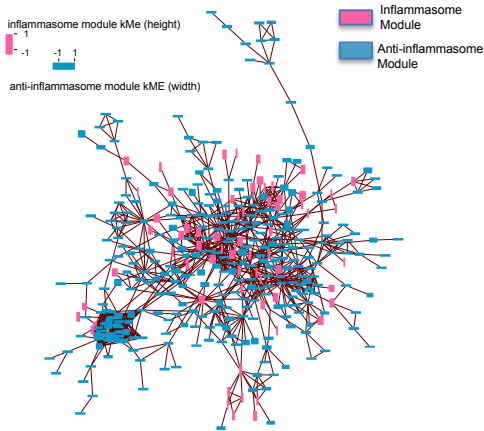 inflammasome module kMe (height)
1
-1
-1 1
anti-inflammasome module kME (width)
Inflammasome
Module
Anti-inflammasome
Module